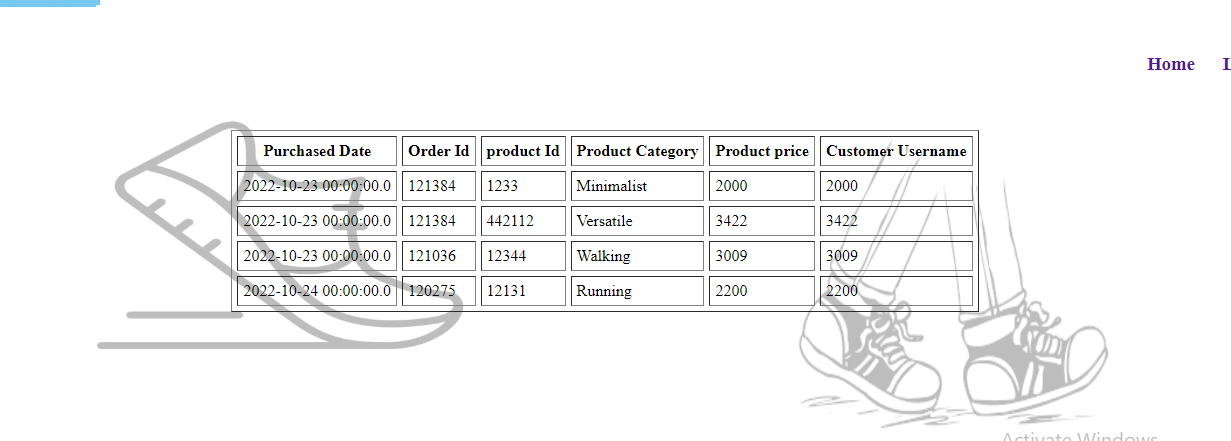 Home L
Purchased Date Order Id product Id Product Category Product price Customer Username
2022-10-23 00:00:00.0 121384 1233 Minimalist 2000 2000
2022-10-23 00:00:00.0 121384 442112 Versatile 3422 3422
2022-10-23 00:00:00.0 121036 12344 Walking 3009 3009
2022-10-24 00:00:00.0 120275 12131 Running 2200 2200
Activate Windows